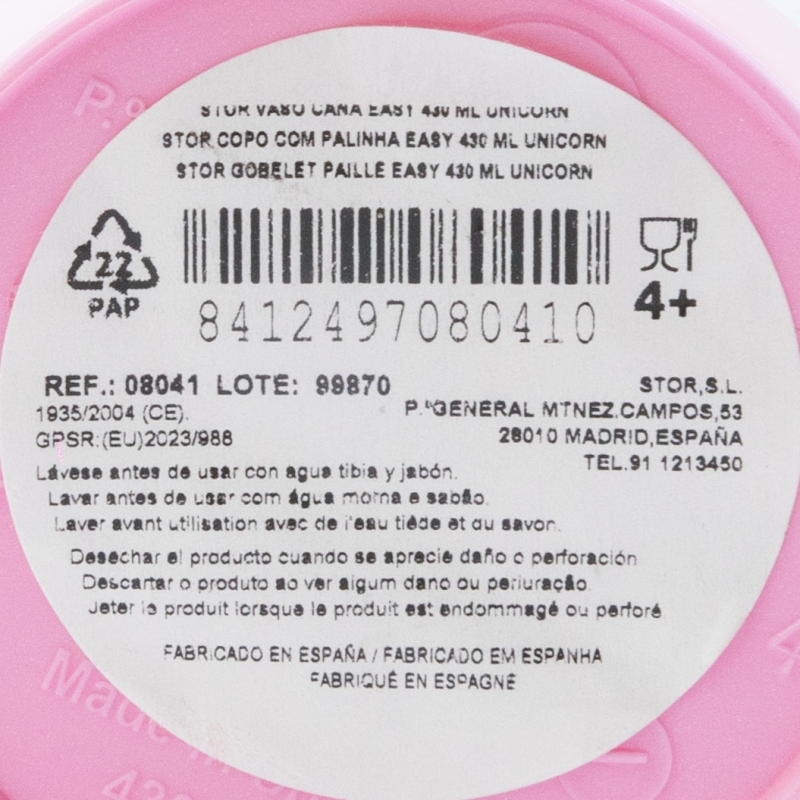 STOR VASO CAÑA EASY 430 ML UNICORN
STOR COPO COM PALINHA EASY 430 ML UNICORN
STOR GOBELET PAILLE EASY 430 ML UNICORN
22
PAP
8412497080410
4+
REF.: 08041 LOTE: 99870
1935/2004 (CE).
GPSR:(EU)2023/988
STOR,S.L.
P.ºGENERAL MTNEZ.CAMPOS,53
28010 MADRID,ESPAÑA
TEL.91 1213450
Lávese antes de usar con agua tibia y jabón.
Lavar antes de usar com água morna e sabão.
Laver avant utilisation avec de l'eau tiède et du savon.
Desechar el producto cuando se aprecie daño o perforación
Descartar o produto ao ver algum dano ou perfuração.
Jeter le produit lorsque le produit est endommagé ou perforé
FABRICADO EN ESPAÑA / FABRICADO EM ESPANHA
FABRIQUÉ EN ESPAGNE
P.º
Made in